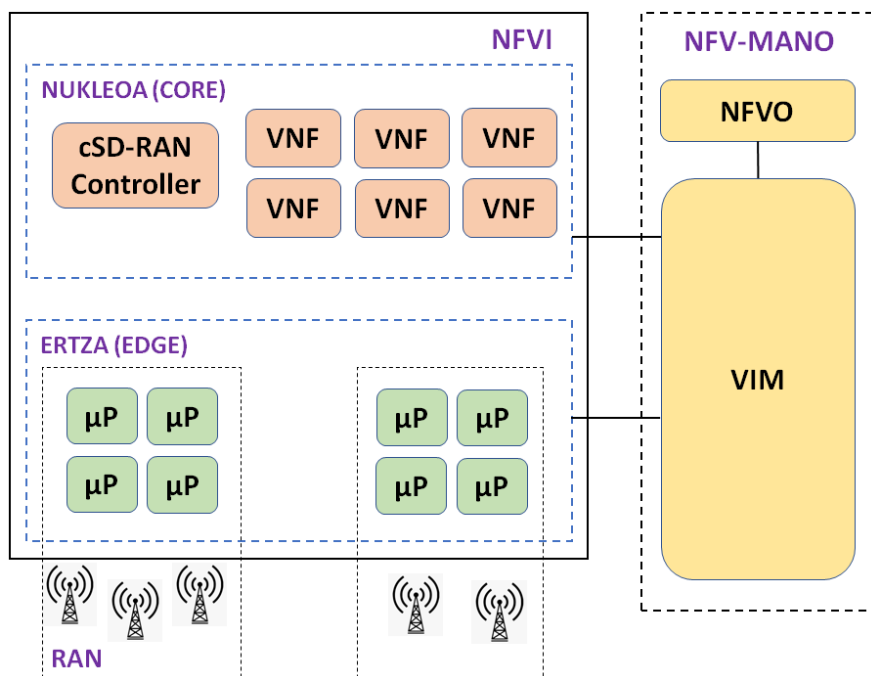 NFVI
NUKLEOA (CORE)
cSD-RAN
Controller
VNF VNF VNF
VNF VNF VNF
ERTZA (EDGE)
µP µP µP µP
µP µP µP µP
RAN
NFV-MANO
NFVO
VIM